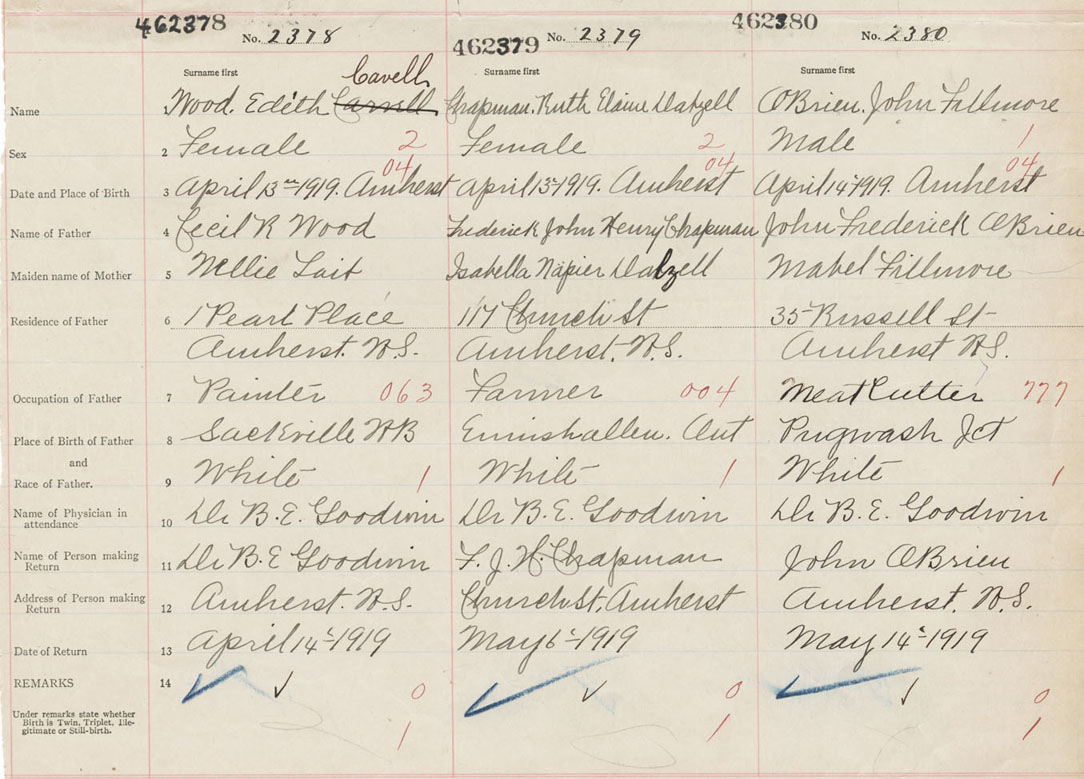 462378 462379 462380
No. 2378 No. 2379 No. 2380
Surname first Surname first Surname first
Cavell
Name 1 Wood. Edith Carvell Chapman. Ruth Elaine Dalzell O'Brien. John Fillmore
Sex 2 Female 2 Female 2 Male 1
04 04 04
Date and Place of Birth 3 April 13th 1919. Amherst April 13th 1919. Amherst April 14th 1919. Amherst
Name of Father 4 Cecil R Wood Frederick John Henry Chapman John Frederick O'Brien
Maiden name of Mother 5 Nellie Tait Isabella Napier Dalzell Mabel Fillmore
Residence of Father 6 1 Pearl Place 117 Church St 35 Russell St
Amherst. N.S. Amherst. N.S. Amherst N.S.
Occupation of Father 7 Painter 063 Farmer 004 Meat Cutter 777
Place of Birth of Father 8 Sackville NB Ennishallen. Ont Pugwash Jct
and
Race of Father. 9 White 1 White 1 White 1
Name of Physician in attendance 10 Dr B.E. Goodwin Dr B.E. Goodwin Dr B.E. Goodwin
Name of Person making Return 11 Dr B.E Goodwin F. J. H. Chapman John O'Brien
Address of Person making Return 12 Amherst. N.S. Church St. Amherst Amherst. N.S.
Date of Return 13 April 14th 1919 May 6th 1919 May 14th 1919
REMARKS 14 0 0 0
Under remarks state whether
Birth is Twin, Triplet, Ille-
gitimate or Still-birth. 1 1 1